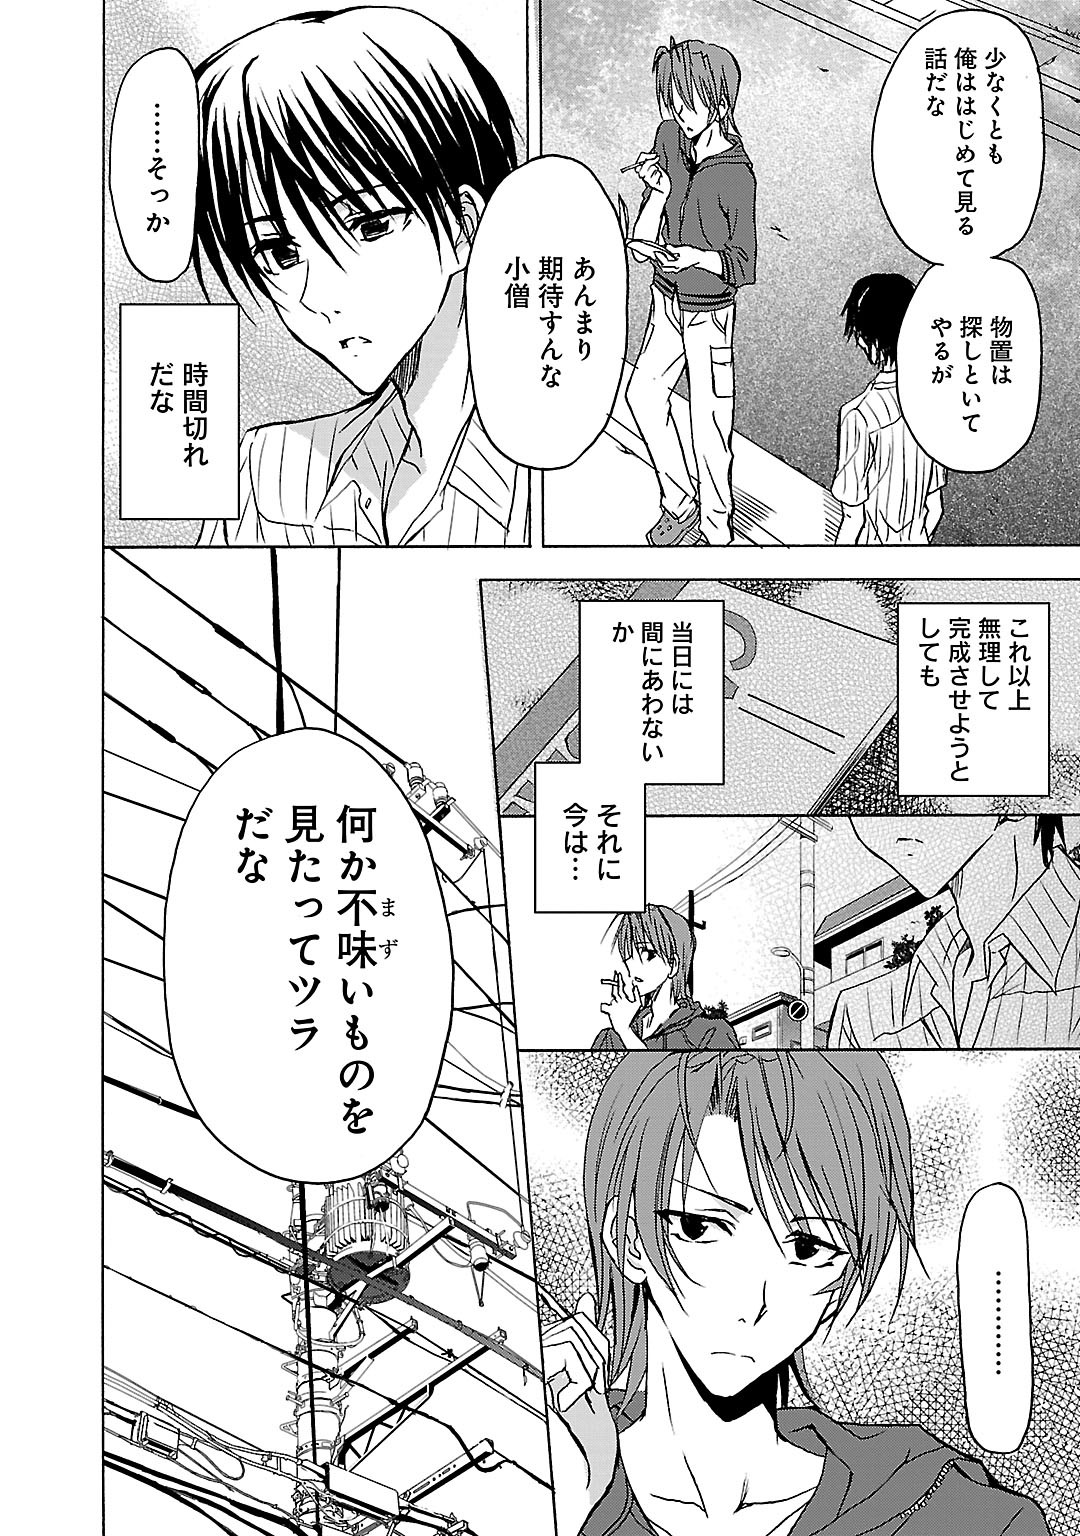 少なくとも
俺ははじめて見る
話だな
物置は
探しといて
やるが
あんまり
期待すんな
小僧
……そっか
時間切れ
だな
これ以上
無理して
完成させようと
しても
当日には
間にあわない
か
それに
今は…
…………
何か不味いものを
まず
見たってツラ
だな